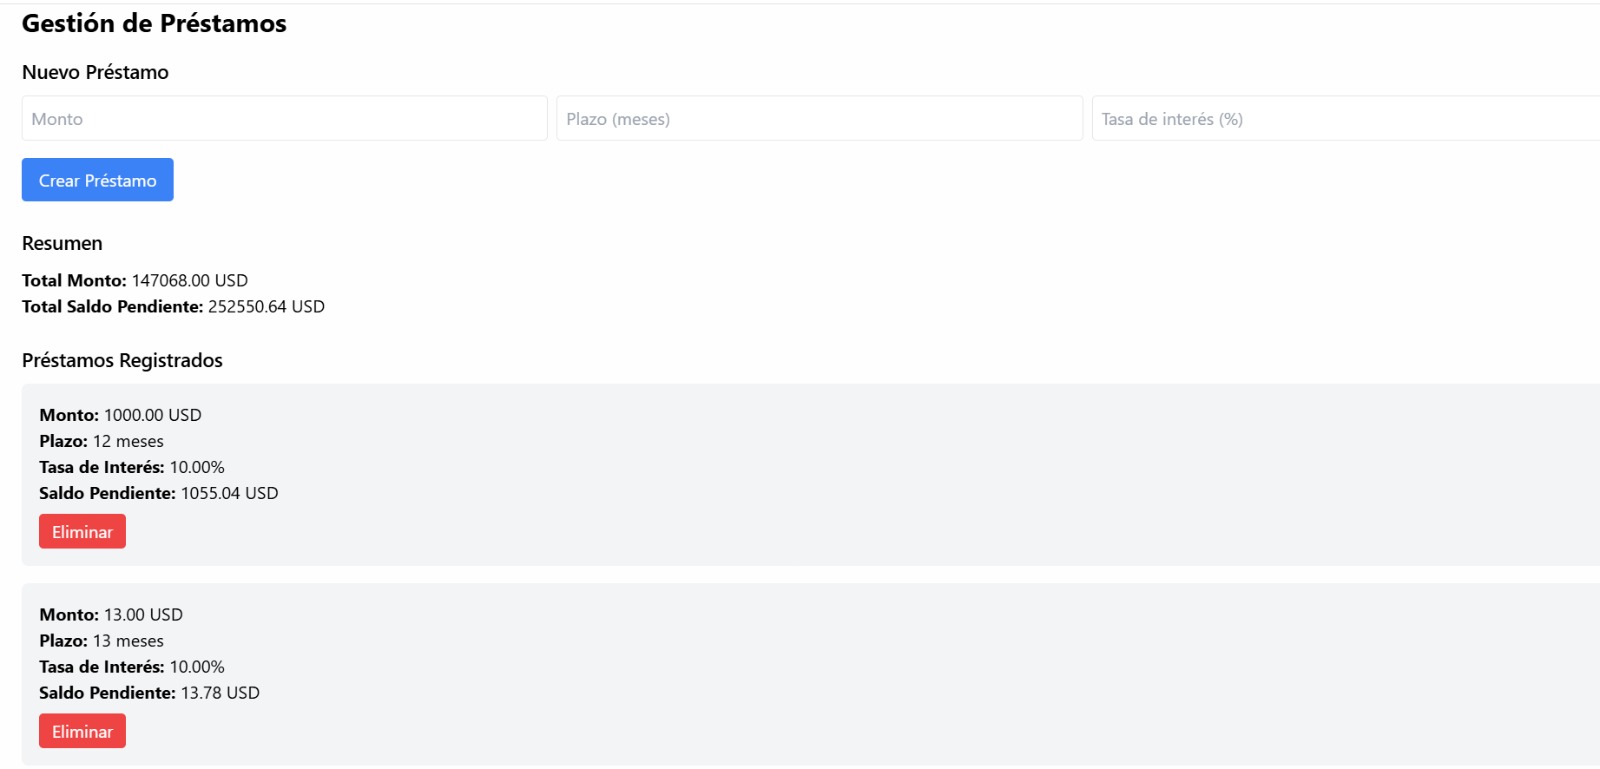 Gestión de Préstamos
Nuevo Préstamo
Monto
Plazo (meses)
Tasa de interés (%)
Crear Préstamo
Resumen
Total Monto: 147068.00 USD
Total Saldo Pendiente: 252550.64 USD
Préstamos Registrados
Monto: 1000.00 USD
Plazo: 12 meses
Tasa de Interés: 10.00%
Saldo Pendiente: 1055.04 USD
Eliminar
Monto: 13.00 USD
Plazo: 13 meses
Tasa de Interés: 10.00%
Saldo Pendiente: 13.78 USD
Eliminar